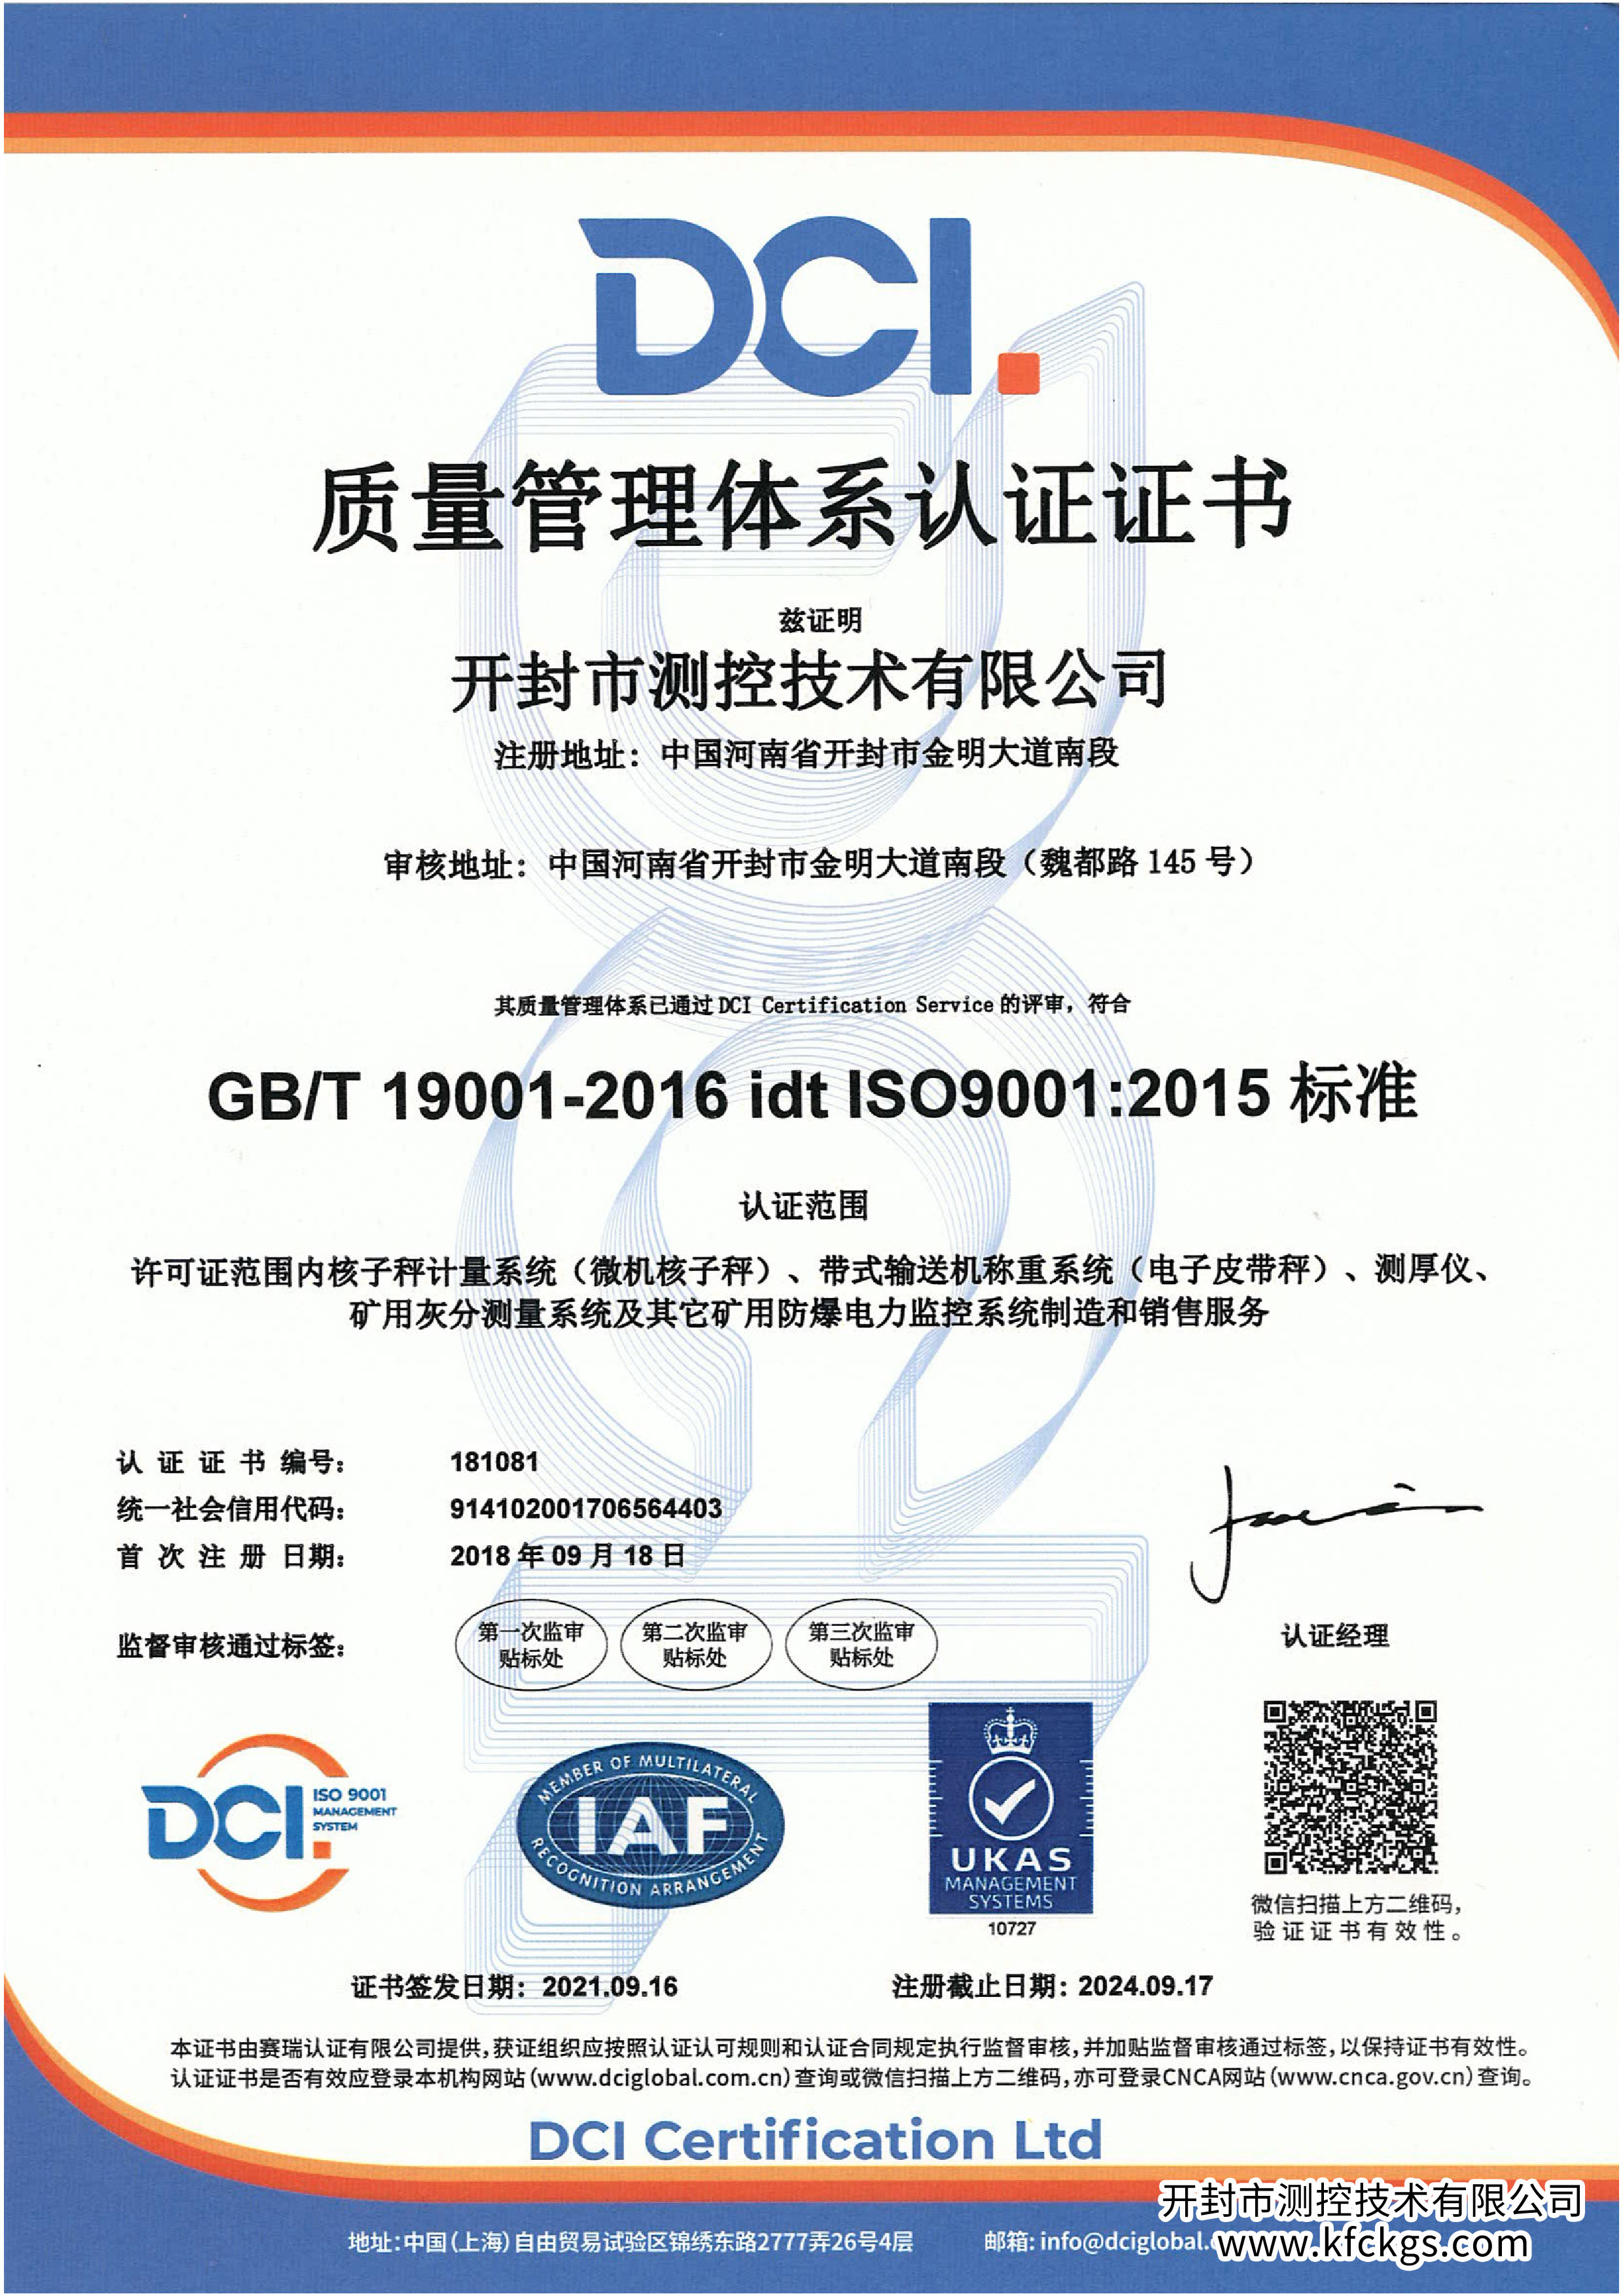 DCI.
质量管理体系认证证书
兹证明
开封市测控技术有限公司
注册地址：中国河南省开封市金明大道南段
审核地址：中国河南省开封市金明大道南段（魏都路 145 号）
其质量管理体系已通过 DCI Certification Service 的评审，符合
GB/T 19001-2016 idt ISO9001:2015 标准
认证范围
许可证范围内核子秤计量系统（微机核子秤）、带式输送机称重系统（电子皮带秤）、测厚仪、
矿用灰分测量系统及其它矿用防爆电力监控系统制造和销售服务
认证证书编号： 181081
统一社会信用代码： 914102001706564403
首次注册日期： 2018 年 09 月 18 日
监督审核通过标签：
第一次监审
贴标处
第二次监审
贴标处
第三次监审
贴标处
认证经理
DCI.
ISO 9001
MANAGEMENT
SYSTEM
MEMBER OF MULTILATERAL
IAF
RECOGNITION ARRANGEMENT
UKAS
MANAGEMENT
SYSTEMS
10727
微信扫描上方二维码，
验证证书有效性。
证书签发日期：2021.09.16
注册截止日期：2024.09.17
本证书由赛瑞认证有限公司提供，获证组织应按照认证认可规则和认证合同规定执行监督审核，并加贴监督审核通过标签，以保持证书有效性。
认证证书是否有效应登录本机构网站（www.dciglobal.com.cn）查询或微信扫描上方二维码，亦可登录CNCA网站（www.cnca.gov.cn）查询。
DCI Certification Ltd
地址：中国（上海）自由贸易试验区锦绣东路2777弄26号4层
邮箱：info@dciglobal.
开封市测控技术有限公司
www.kfckgs.com